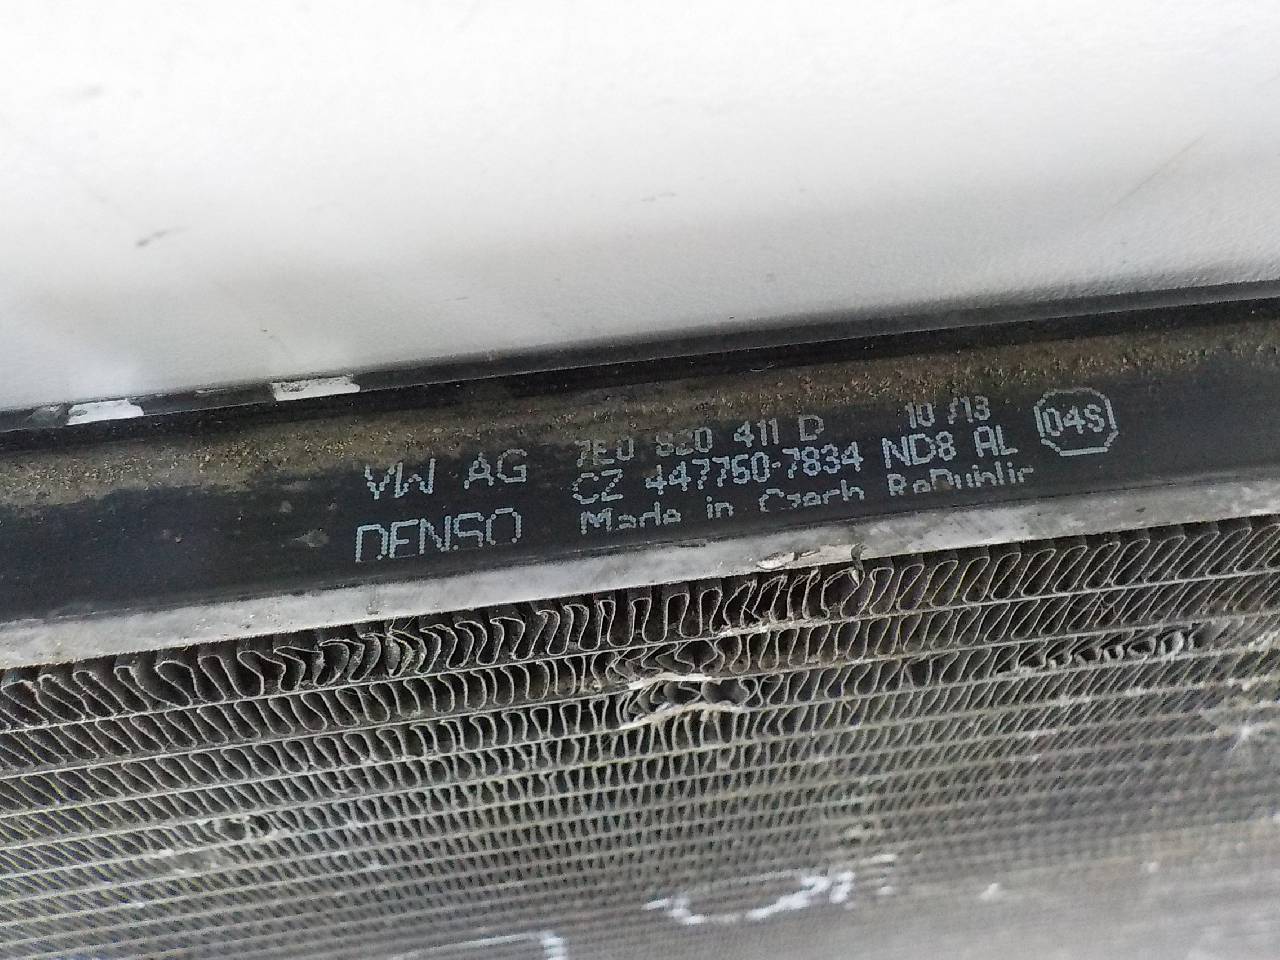 VW AG 7E0 820 411 D 10/13
DENSO CZ 447750-7834 ND8 AL 04S
Made in Czech RePublic